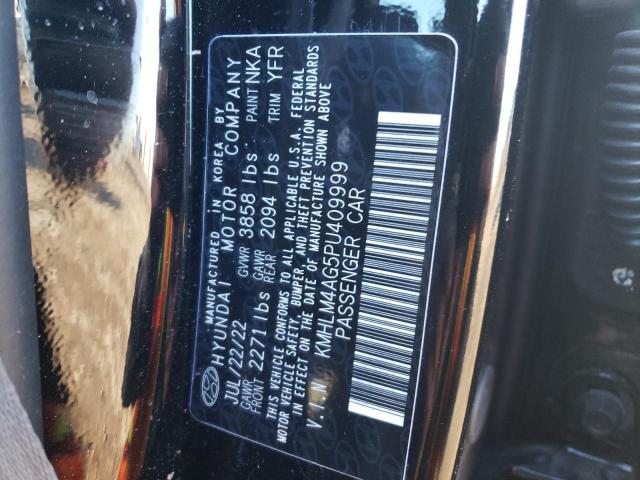 MANUFACTURED IN KOREA BY
HYUNDAI MOTOR COMPANY
JUL/22/22 GVWR 3858 lbs PAINT NKA
GAWR FRONT 2271 lbs GAWR REAR 2094 lbs TRIM YFR
THIS VEHICLE CONFORMS TO ALL APPLICABLE U.S.A. FEDERAL
MOTOR VEHICLE SAFETY, BUMPER, AND THEFT PREVENTION STANDARDS
IN EFFECT ON THE DATE OF MANUFACTURE SHOWN ABOVE
V.I.N KMHLM4AG5PU409999
PASSENGER CAR